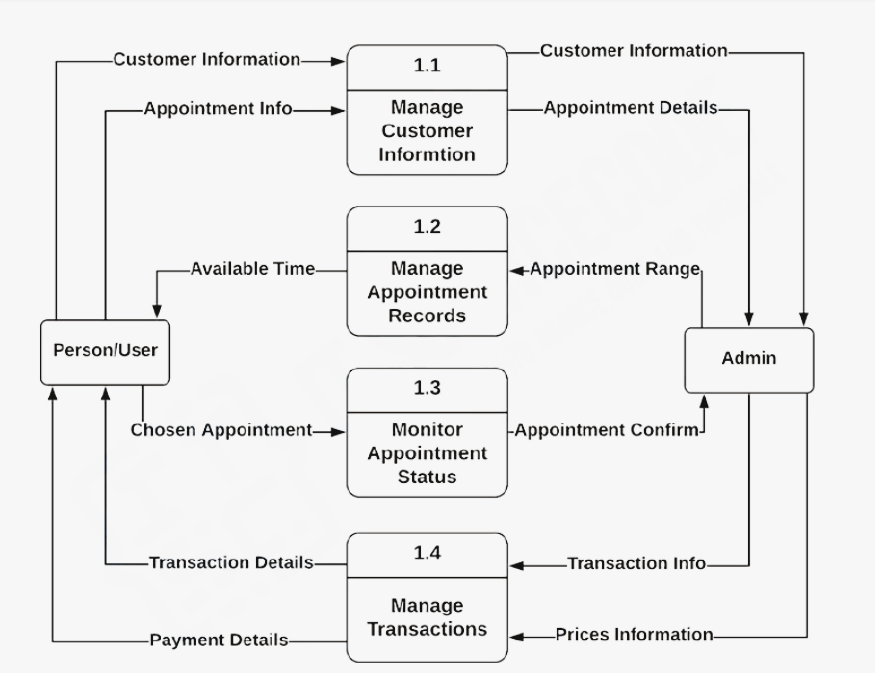 Customer Information
1.1
Customer Information
Appointment Info
Manage
Customer
Informtion
Appointment Details
1.2
Available Time
Manage
Appointment
Records
Appointment Range
Person/User
Admin
1.3
Chosen Appointment
Monitor
Appointment
Status
Appointment Confirm
1.4
Transaction Details
Transaction Info
Manage
Transactions
Payment Details
Prices Information